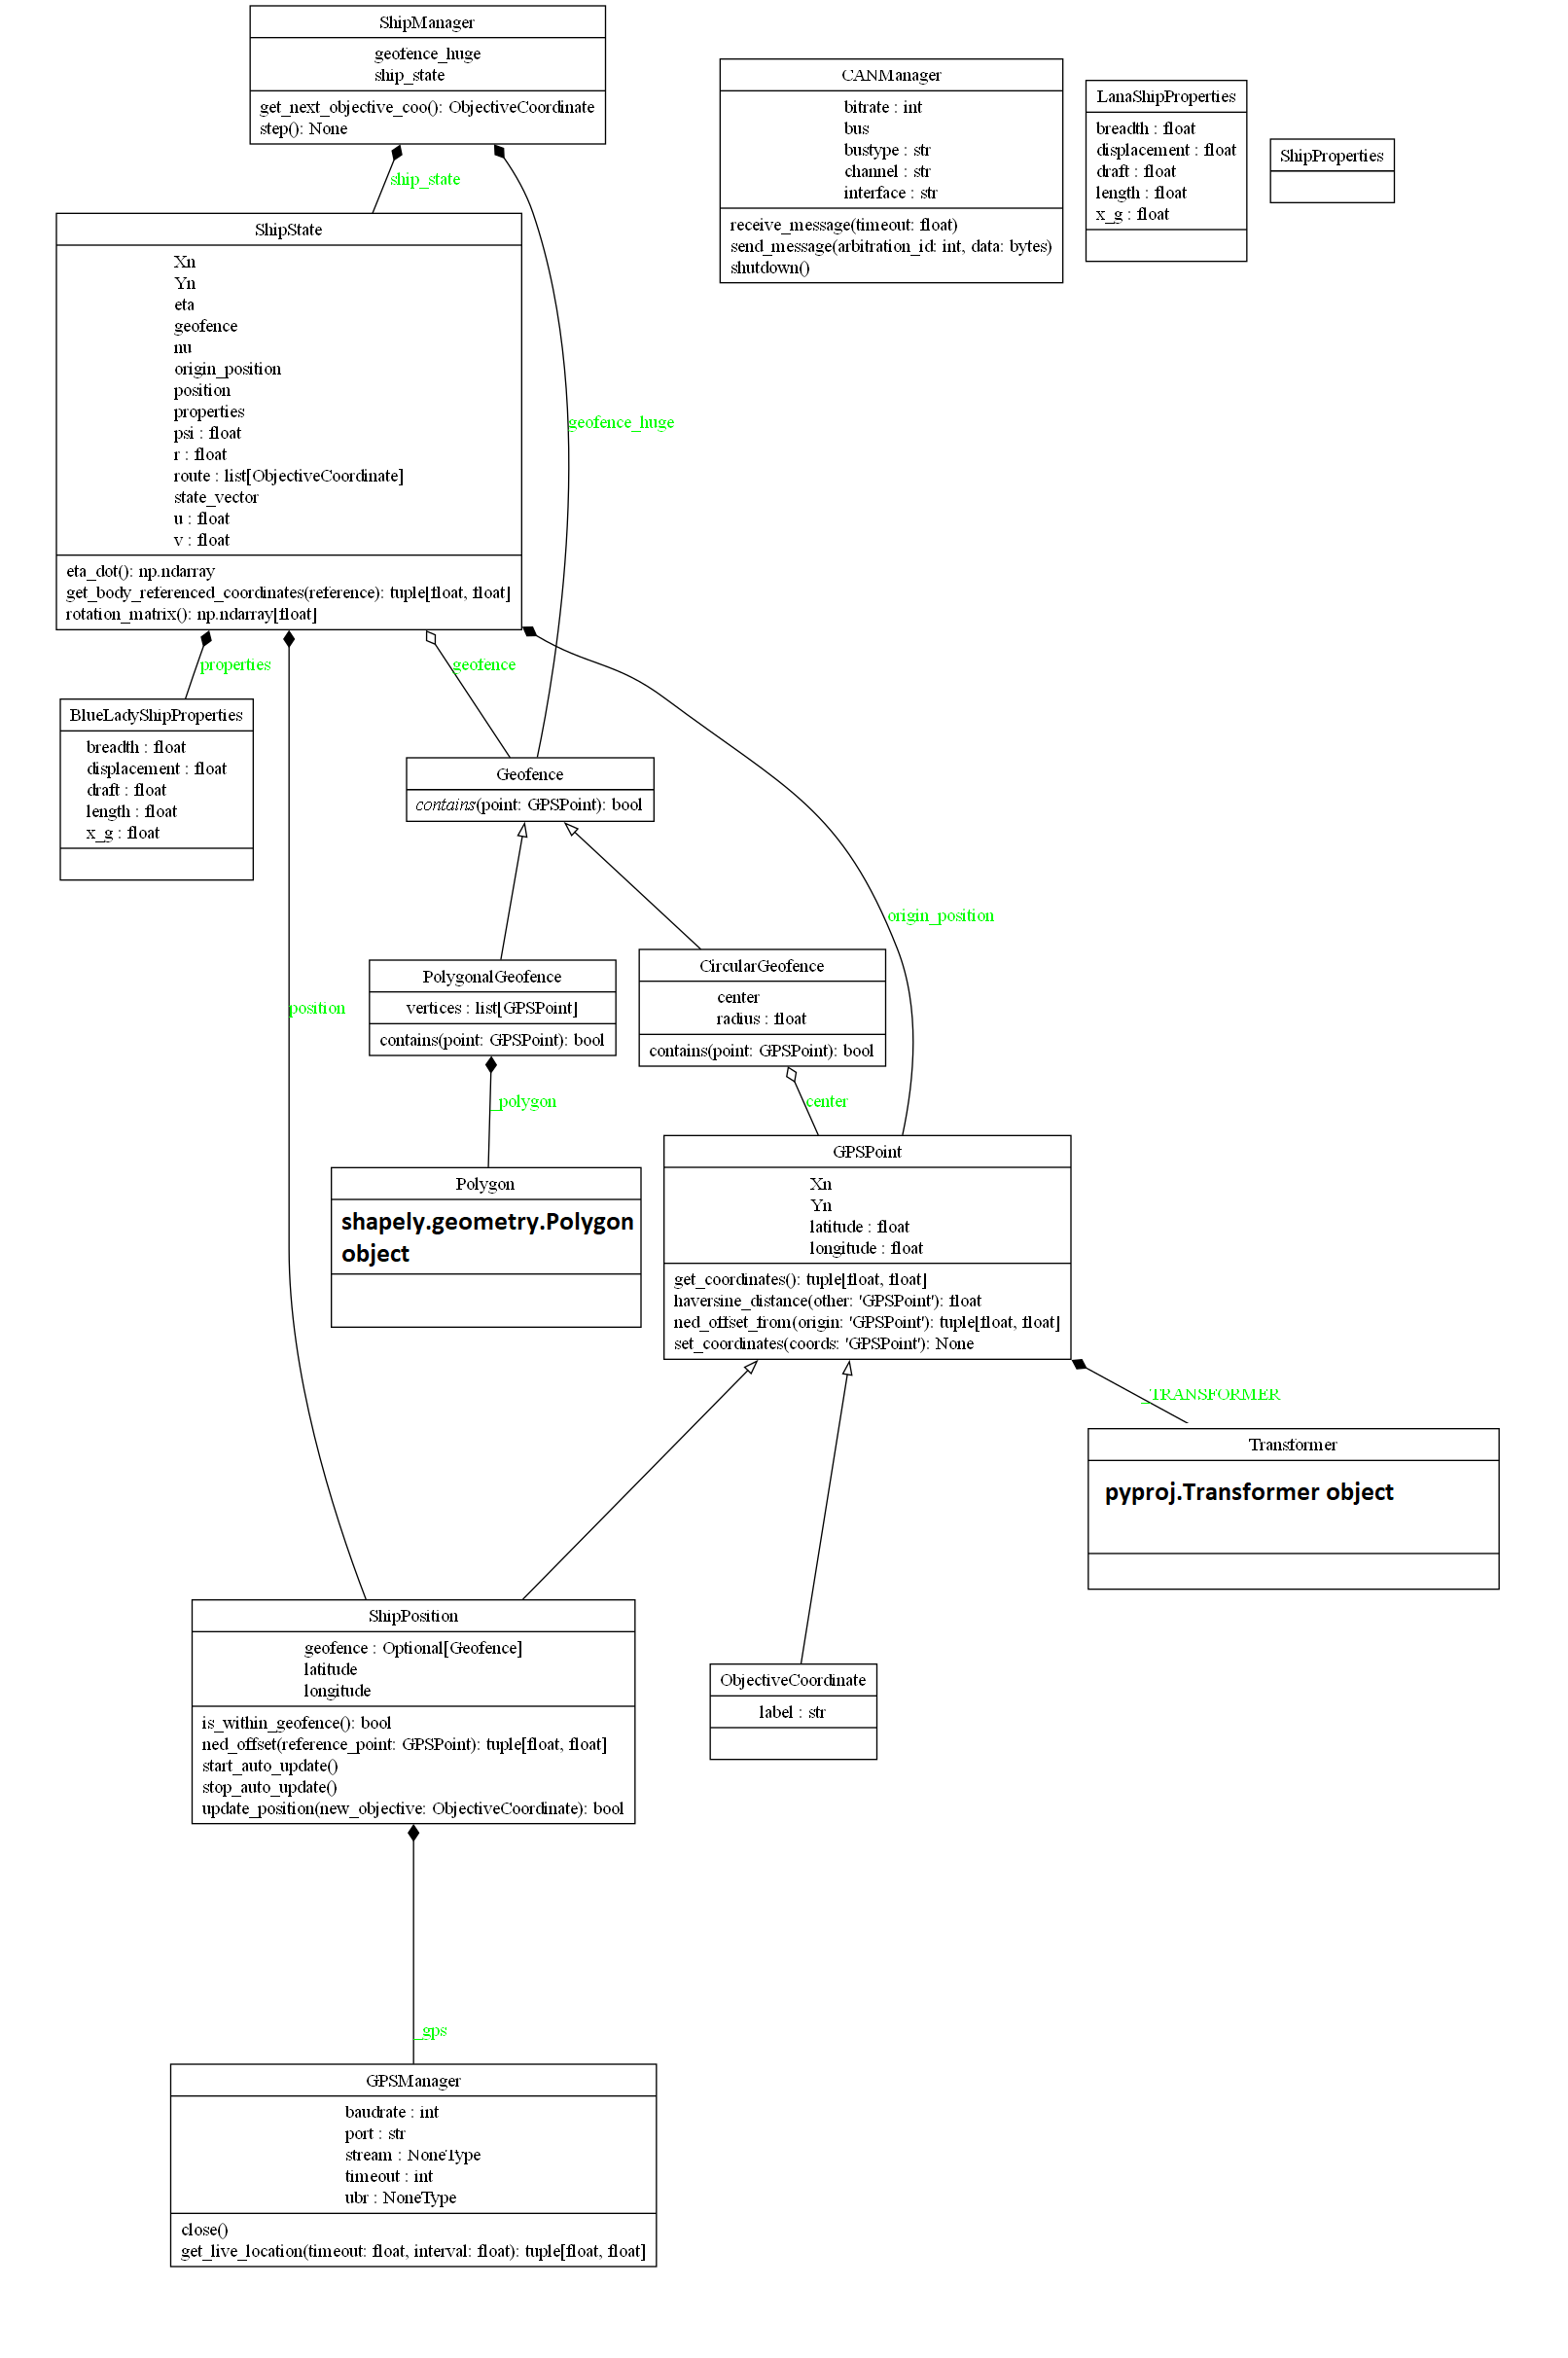 ShipManager
geofence_huge
ship_state
get_next_objective_coo(): ObjectiveCoordinate
step(): None
CANManager
bitrate : int
bus
bustype : str
channel : str
interface : str
receive_message(timeout: float)
send_message(arbitration_id: int, data: bytes)
shutdown()
LanaShipProperties
breadth : float
displacement : float
draft : float
length : float
x_g : float
ShipProperties
ship_state
ShipState
Xn
Yn
eta
geofence
nu
origin_position
position
properties
psi : float
r : float
route : list[ObjectiveCoordinate]
state_vector
u : float
v : float
eta_dot(): np.ndarray
get_body_referenced_coordinates(reference): tuple[float, float]
rotation_matrix(): np.ndarray[float]
geofence_huge
properties
geofence
BlueLadyShipProperties
breadth : float
displacement : float
draft : float
length : float
x_g : float
Geofence
contains(point: GPSPoint): bool
origin_position
position
PolygonalGeofence
vertices : list[GPSPoint]
contains(point: GPSPoint): bool
CircularGeofence
center
radius : float
contains(point: GPSPoint): bool
_polygon
center
Polygon
shapely.geometry.Polygon
object
GPSPoint
Xn
Yn
latitude : float
longitude : float
get_coordinates(): tuple[float, float]
haversine_distance(other: 'GPSPoint'): float
ned_offset_from(origin: 'GPSPoint'): tuple[float, float]
set_coordinates(coords: 'GPSPoint'): None
_TRANSFORMER
Transformer
pyproj.Transformer object
ShipPosition
geofence : Optional[Geofence]
latitude
longitude
is_within_geofence(): bool
ned_offset(reference_point: GPSPoint): tuple[float, float]
start_auto_update()
stop_auto_update()
update_position(new_objective: ObjectiveCoordinate): bool
ObjectiveCoordinate
label : str
_gps
GPSManager
baudrate : int
port : str
stream : NoneType
timeout : int
ubr : NoneType
close()
get_live_location(timeout: float, interval: float): tuple[float, float]